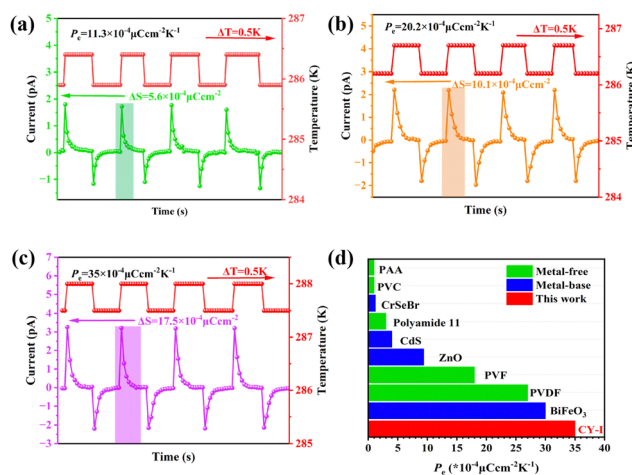 (a)
P_c=11.3×10⁻⁴μCcm⁻²K⁻¹
ΔT=0.5K
ΔS=5.6×10⁻⁴μCcm⁻²
Current (pA)
5
4
3
2
1
0
−1
Temperature (K)
287
286
285
284
Time (s)
(b)
P_e=20.2×10⁻⁴μCcm⁻²K⁻¹
ΔT=0.5K
ΔS=10.1×10⁻⁴μCcm⁻²
Current (pA)
5
4
3
2
1
0
−1
−2
Temperature (K)
287
286
285
284
Time (s)
(c)
P_e=35×10⁻⁴μCcm⁻²K⁻¹
ΔT=0.5K
ΔS=17.5×10⁻⁴μCcm⁻²
Current (pA)
7
6
5
4
3
2
1
0
−1
−2
−3
Temperature (K)
288
287
286
285
Time (s)
(d)
Metal-free
Metal-base
This work
PAA
PVC
CrSeBr
Polyamide 11
CdS
ZnO
PVF
PVDF
BiFeO₃
CY-I
0 5 10 15 20 25 30 35 40
P_e (*10⁻⁴μCcm⁻²K⁻¹)